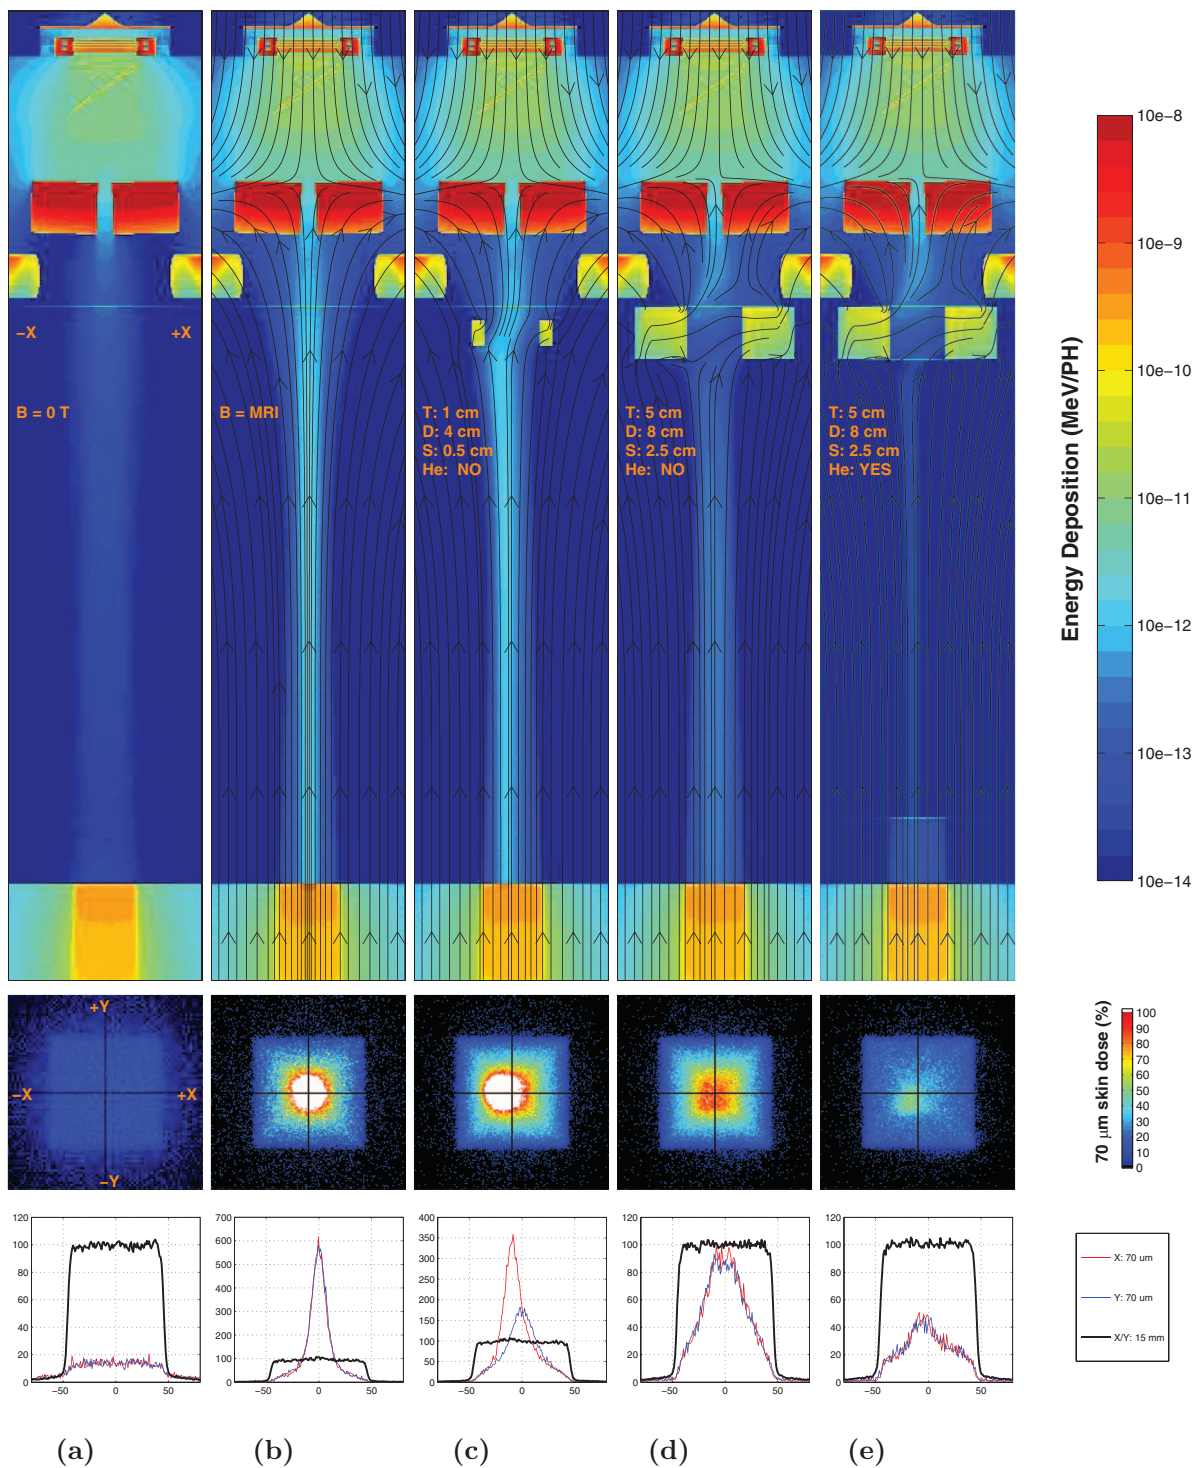 −X +X
B = 0 T
B = MRI
T: 1 cm
D: 4 cm
S: 0.5 cm
He: NO
T: 5 cm
D: 8 cm
S: 2.5 cm
He: NO
T: 5 cm
D: 8 cm
S: 2.5 cm
He: YES
Energy Deposition (MeV/PH)
10e−8
10e−9
10e−10
10e−11
10e−12
10e−13
10e−14
+Y
−X +X
−Y
70 µm skin dose (%)
100
90
80
70
60
50
40
30
20
10
0
120
100
80
60
40
20
0
−50 0 50
700
600
500
400
300
200
100
0
−50 0 50
400
350
300
250
200
150
100
50
0
−50 0 50
120
100
80
60
40
20
0
−50 0 50
120
100
80
60
40
20
0
−50 0 50
X: 70 um
Y: 70 um
X/Y: 15 mm
(a) (b) (c) (d) (e)